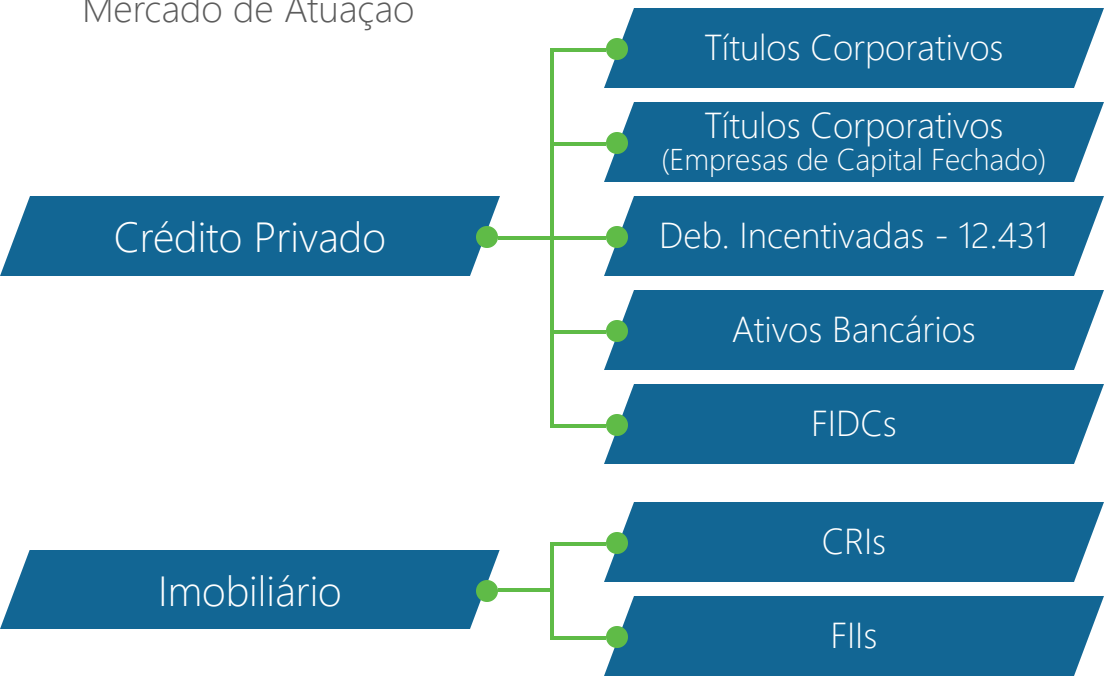 Mercado de Atuação
Títulos Corporativos
Títulos Corporativos
(Empresas de Capital Fechado)
Crédito Privado
Deb. Incentivadas - 12.431
Ativos Bancários
FIDCs
CRIs
Imobiliário
FIIs